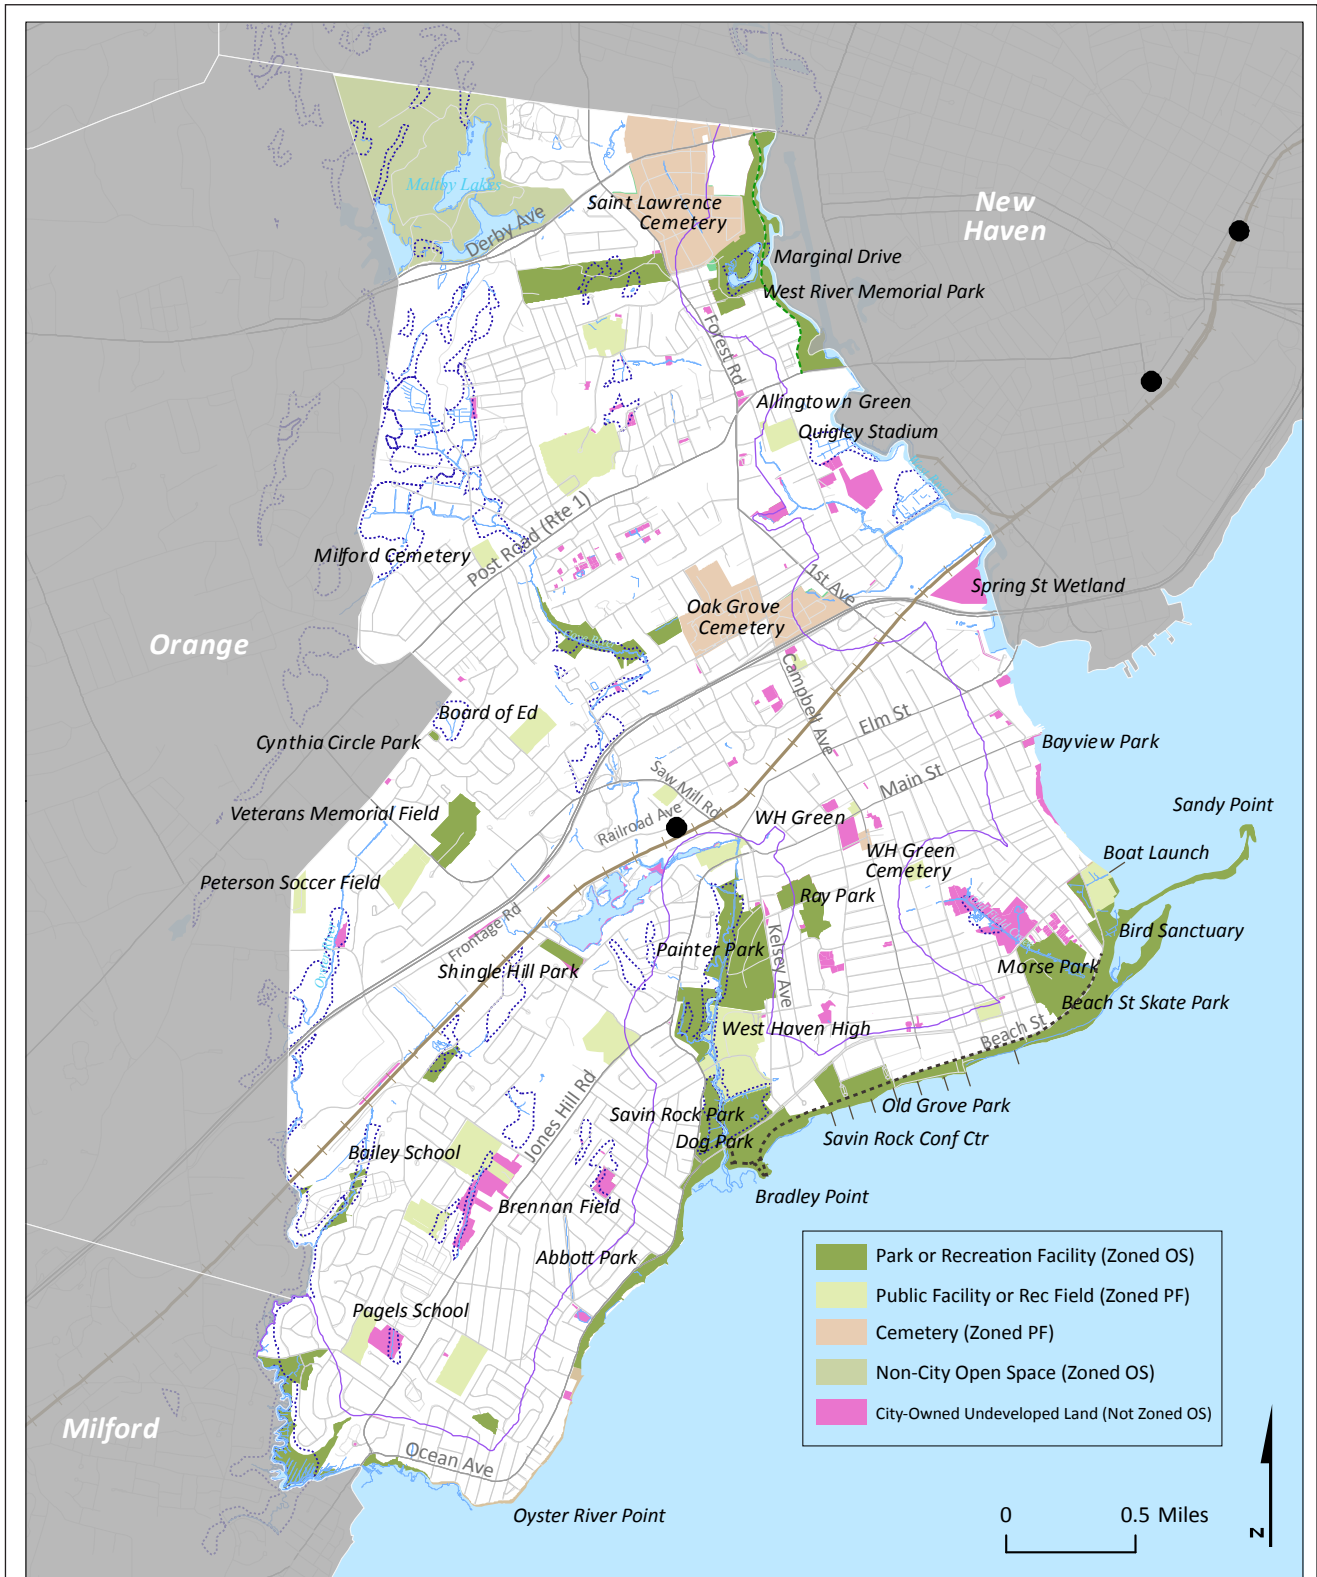 Maltby Lakes
Derby Ave
Saint Lawrence
Cemetery
New
Haven
Marginal Drive
West River Memorial Park
Forest Rd
Allingtown Green
Quigley Stadium
Post Road (Rte 1)
Milford Cemetery
1st Ave
Spring St Wetland
Oak Grove
Cemetery
Orange
Campbell Ave
Elm St
Board of Ed
Cynthia Circle Park
Bayview Park
Main St
Saw Mill Rd
Sandy Point
Veterans Memorial Field
Railroad Ave
WH Green
WH Green
Cemetery
Boat Launch
Peterson Soccer Field
Ray Park
Frontage Rd
Bird Sanctuary
Painter Park
Kelsey Ave
Shingle Hill Park
Morse Park
Beach St Skate Park
West Haven High
Beach St
Jones Hill Rd
Savin Rock Park
Old Grove Park
Dog Park
Savin Rock Conf Ctr
Bailey School
Bradley Point
Brennan Field
Abbott Park
Pagels School
Park or Recreation Facility (Zoned OS)
Public Facility or Rec Field (Zoned PF)
Cemetery (Zoned PF)
Non-City Open Space (Zoned OS)
City-Owned Undeveloped Land (Not Zoned OS)
Milford
Ocean Ave
Oyster River Point
0 0.5 Miles
N